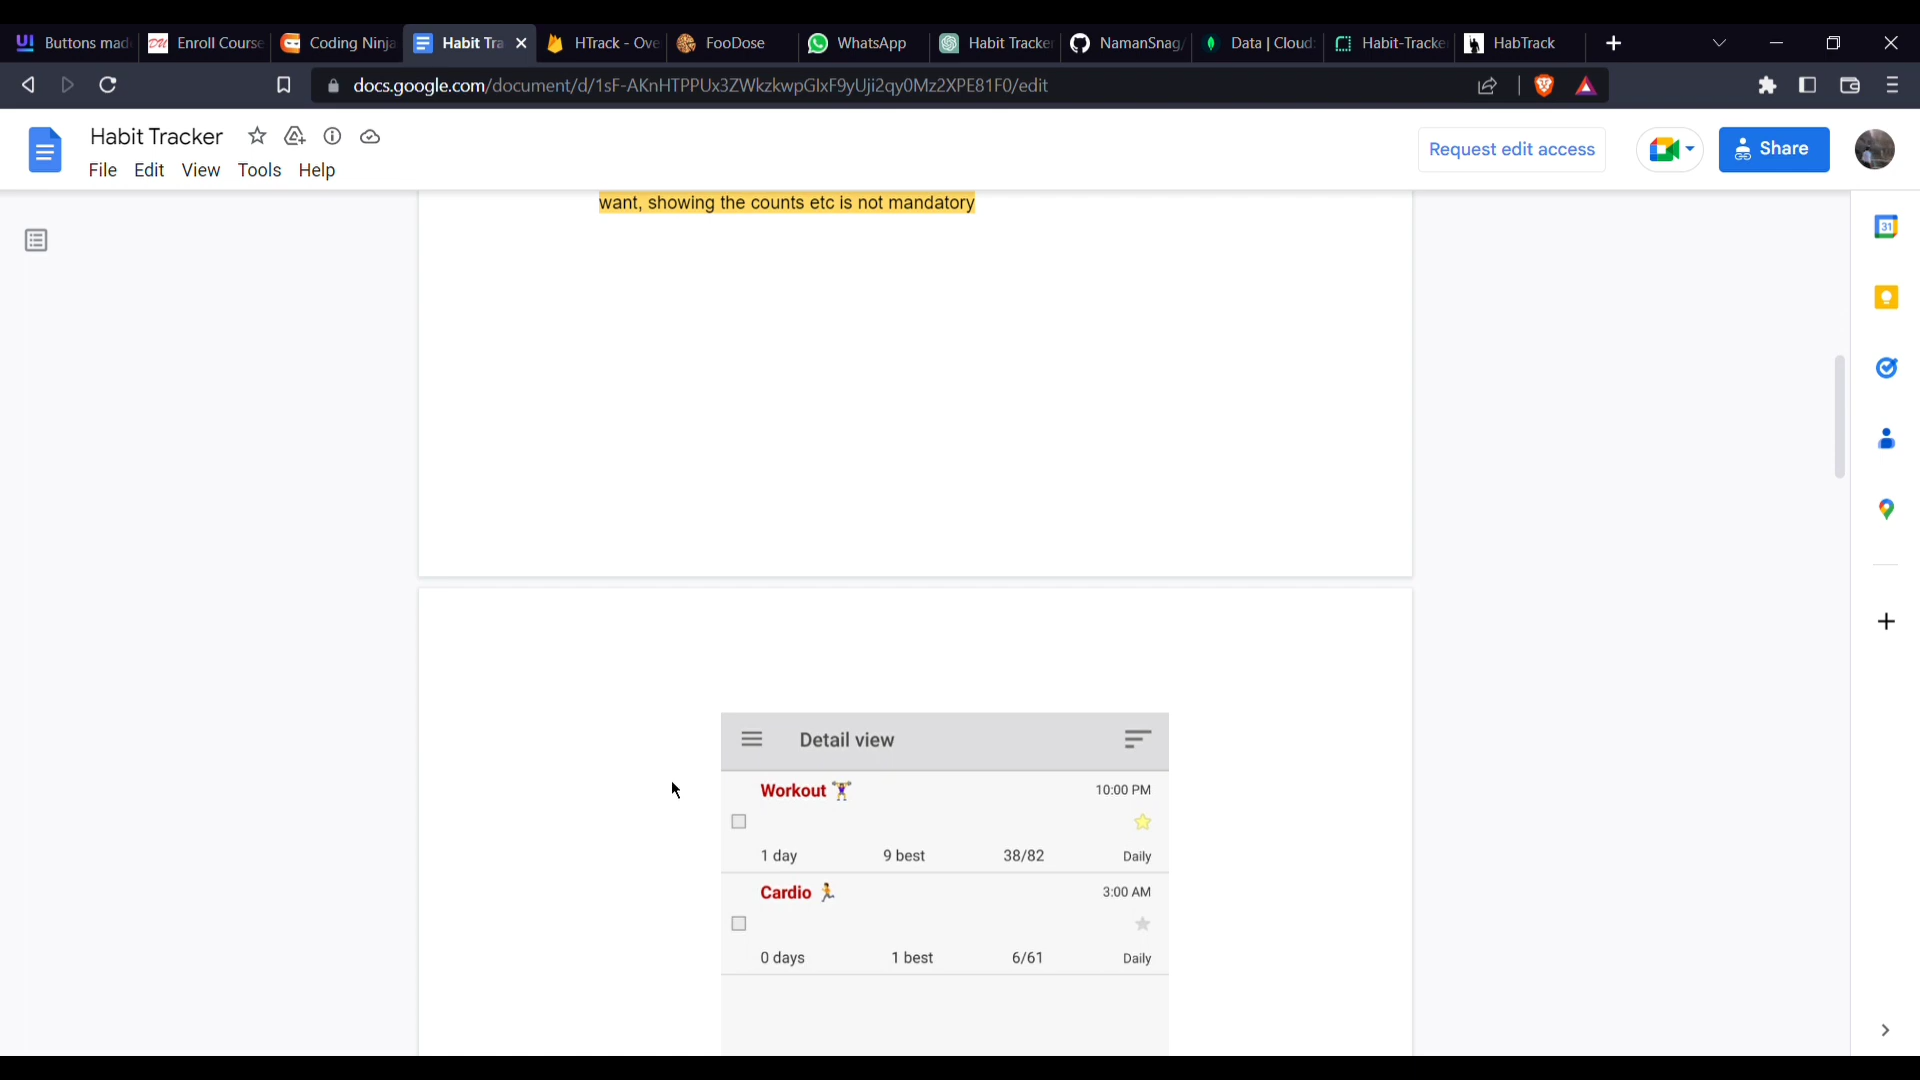 Buttons mad
Enroll Course
Coding Ninja
Habit Tra
HTrack - Ove
FooDose
WhatsApp
Habit Tracker
NamanSnag/
Data | Cloud:
Habit-Tracke
HabTrack
docs.google.com/document/d/1sF-AKnHTPPUx3ZWkzkwpGlxF9yUji2qy0Mz2XPE81F0/edit
Habit Tracker
File Edit View Tools Help
Request edit access
Share
31
want, showing the counts etc is not mandatory
Detail view
Workout 10:00 PM
1 day 9 best 38/82 Daily
Cardio 3:00 AM
0 days 1 best 6/61 Daily